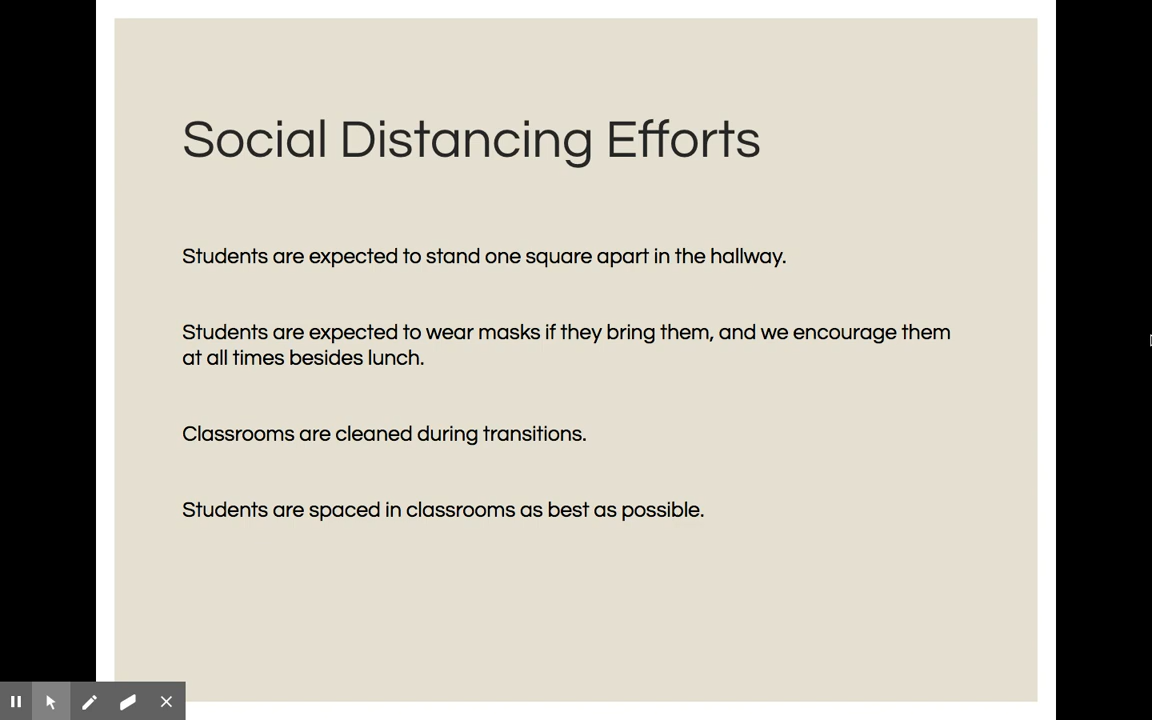 Social Distancing Efforts
Students are expected to stand one square apart in the hallway.
Students are expected to wear masks if they bring them, and we encourage them
at all times besides lunch.
Classrooms are cleaned during transitions.
Students are spaced in classrooms as best as possible.